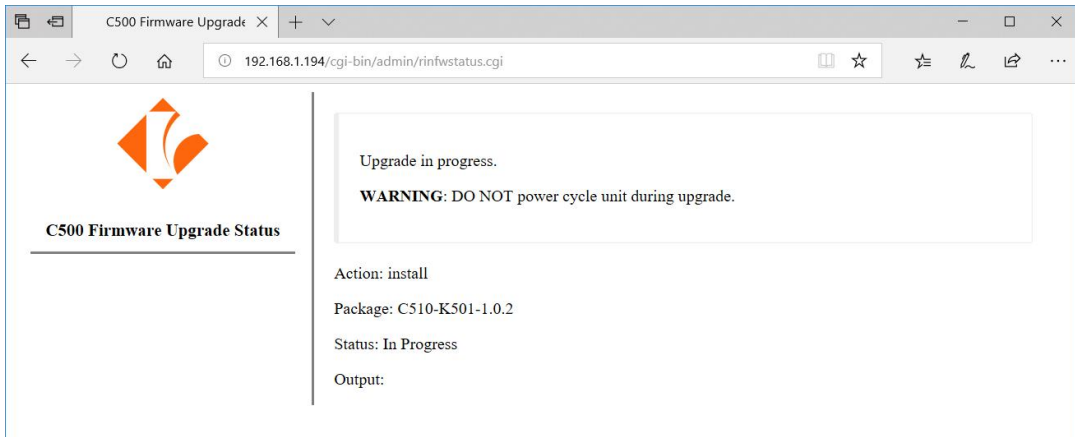 C500 Firmware Upgrade
192.168.1.194/cgi-bin/admin/rinfwstatus.cgi
C500 Firmware Upgrade Status
Upgrade in progress.
WARNING: DO NOT power cycle unit during upgrade.
Action: install
Package: C510-K501-1.0.2
Status: In Progress
Output: